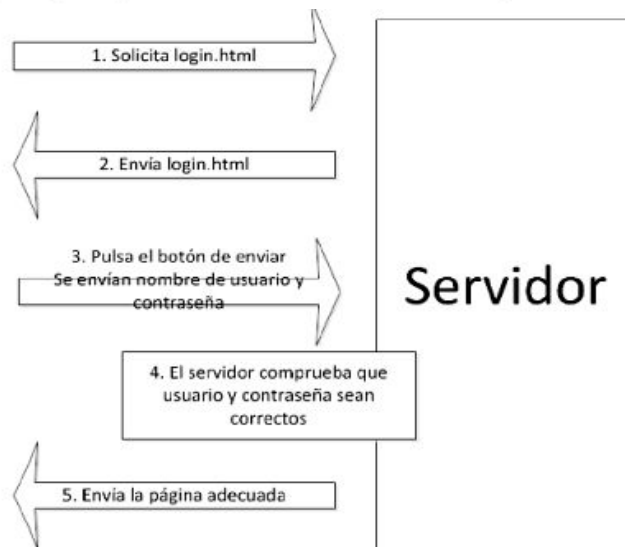 1. Solicita login.html
2. Envía login.html
3. Pulsa el botón de enviar
Se envían nombre de usuario y
contraseña
Servidor
4. El servidor comprueba que
usuario y contraseña sean
correctos
5. Envía la página adecuada